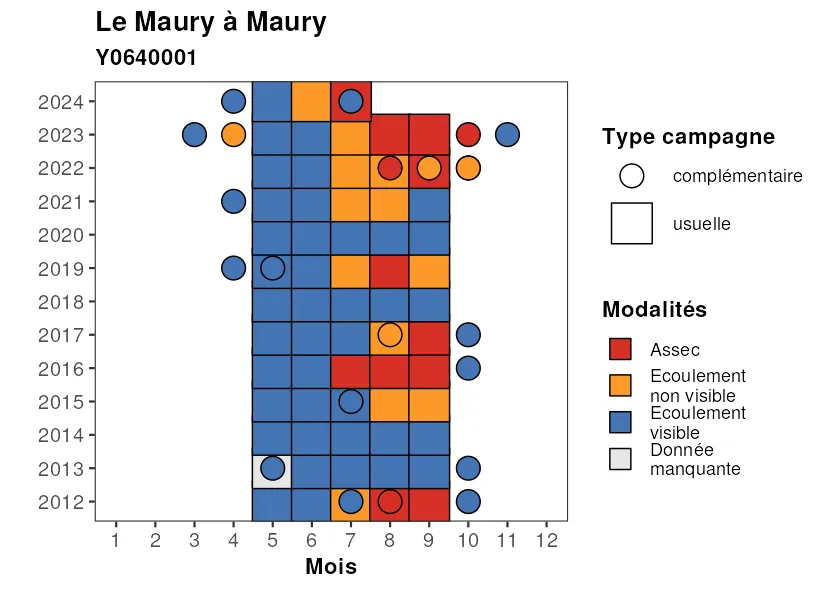 Le Maury à Maury
Y0640001
2024
2023
2022
2021
2020
2019
2018
2017
2016
2015
2014
2013
2012
1 2 3 4 5 6 7 8 9 10 11 12
Mois
Type campagne
complémentaire
usuelle
Modalités
Assec
Ecoulement
non visible
Ecoulement
visible
Donnée
manquante